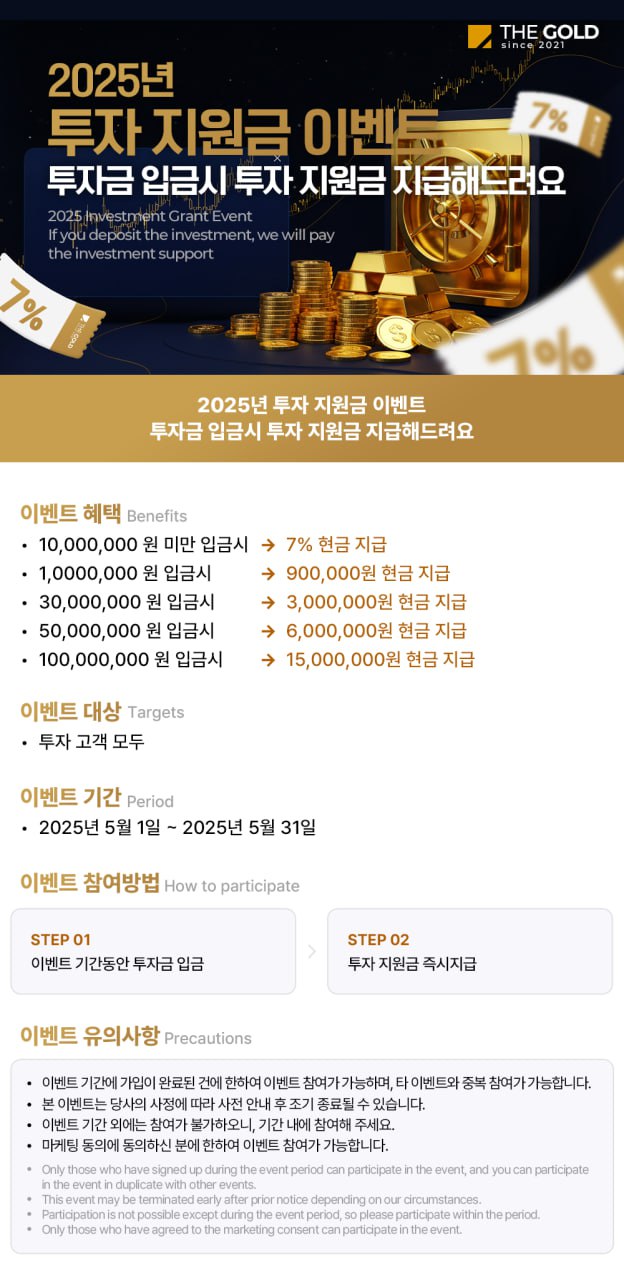 THE GOLD
since 2021
2025년
투자 지원금 이벤트
투자금 입금시 투자 지원금 지급해드려요
2025 Investment Grant Event
If you deposit the investment, we will pay
the investment support
7%
7%
THE GOLD
7%
2025년 투자 지원금 이벤트
투자금 입금시 투자 지원금 지급해드려요
이벤트 혜택 Benefits
• 10,000,000 원 미만 입금시 → 7% 현금 지급
• 1,0000,000 원 입금시 → 900,000원 현금 지급
• 30,000,000 원 입금시 → 3,000,000원 현금 지급
• 50,000,000 원 입금시 → 6,000,000원 현금 지급
• 100,000,000 원 입금시 → 15,000,000원 현금 지급
이벤트 대상 Targets
• 투자 고객 모두
이벤트 기간 Period
• 2025년 5월 1일 ~ 2025년 5월 31일
이벤트 참여방법 How to participate
STEP 01
이벤트 기간동안 투자금 입금
STEP 02
투자 지원금 즉시지급
이벤트 유의사항 Precautions
• 이벤트 기간에 가입이 완료된 건에 한하여 이벤트 참여가 가능하며, 타 이벤트와 중복 참여가 가능합니다.
• 본 이벤트는 당사의 사정에 따라 사전 안내 후 조기 종료될 수 있습니다.
• 이벤트 기간 외에는 참여가 불가하오니, 기간 내에 참여해 주세요.
• 마케팅 동의에 동의하신 분에 한하여 이벤트 참여가 가능합니다.
• Only those who have signed up during the event period can participate in the event, and you can participate
in the event in duplicate with other events.
• This event may be terminated early after prior notice depending on our circumstances.
• Participation is not possible except during the event period, so please participate within the period.
• Only those who have agreed to the marketing consent can participate in the event.